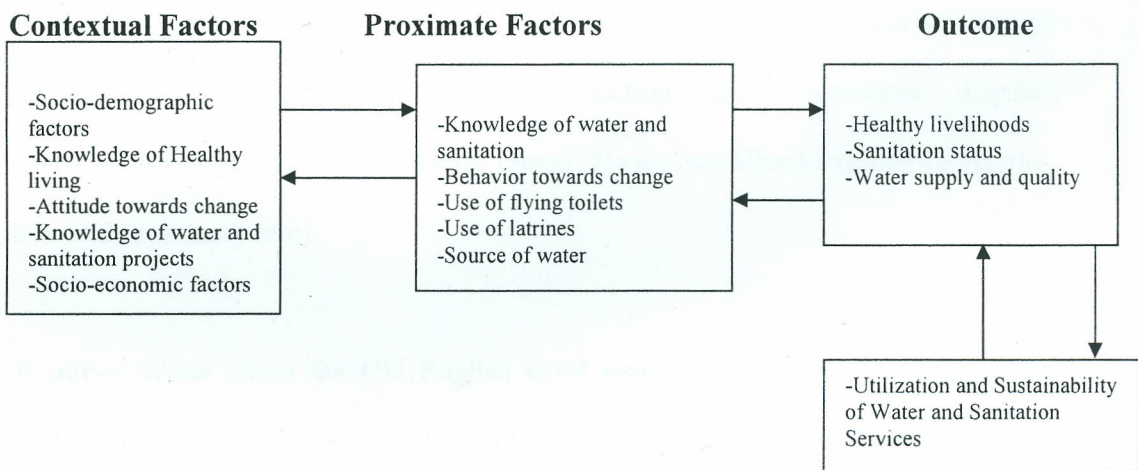 Contextual Factors
Proximate Factors
Outcome
-Socio-demographic
factors
-Knowledge of Healthy
living
-Attitude towards change
-Knowledge of water and
sanitation projects
-Socio-economic factors
-Knowledge of water and
sanitation
-Behavior towards change
-Use of flying toilets
-Use of latrines
-Source of water
-Healthy livelihoods
-Sanitation status
-Water supply and quality
-Utilization and Sustainability
of Water and Sanitation
Services